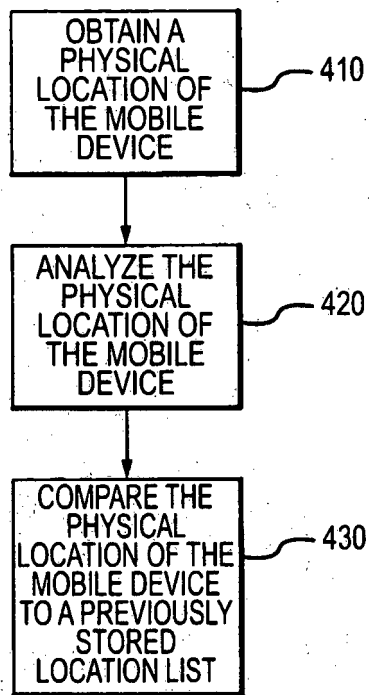 OBTAIN A
PHYSICAL
LOCATION OF
THE MOBILE
DEVICE
410
ANALYZE THE
PHYSICAL
LOCATION OF
THE MOBILE
DEVICE
420
COMPARE THE
PHYSICAL
LOCATION OF THE
MOBILE DEVICE
TO A PREVIOUSLY
STORED
LOCATION LIST
430